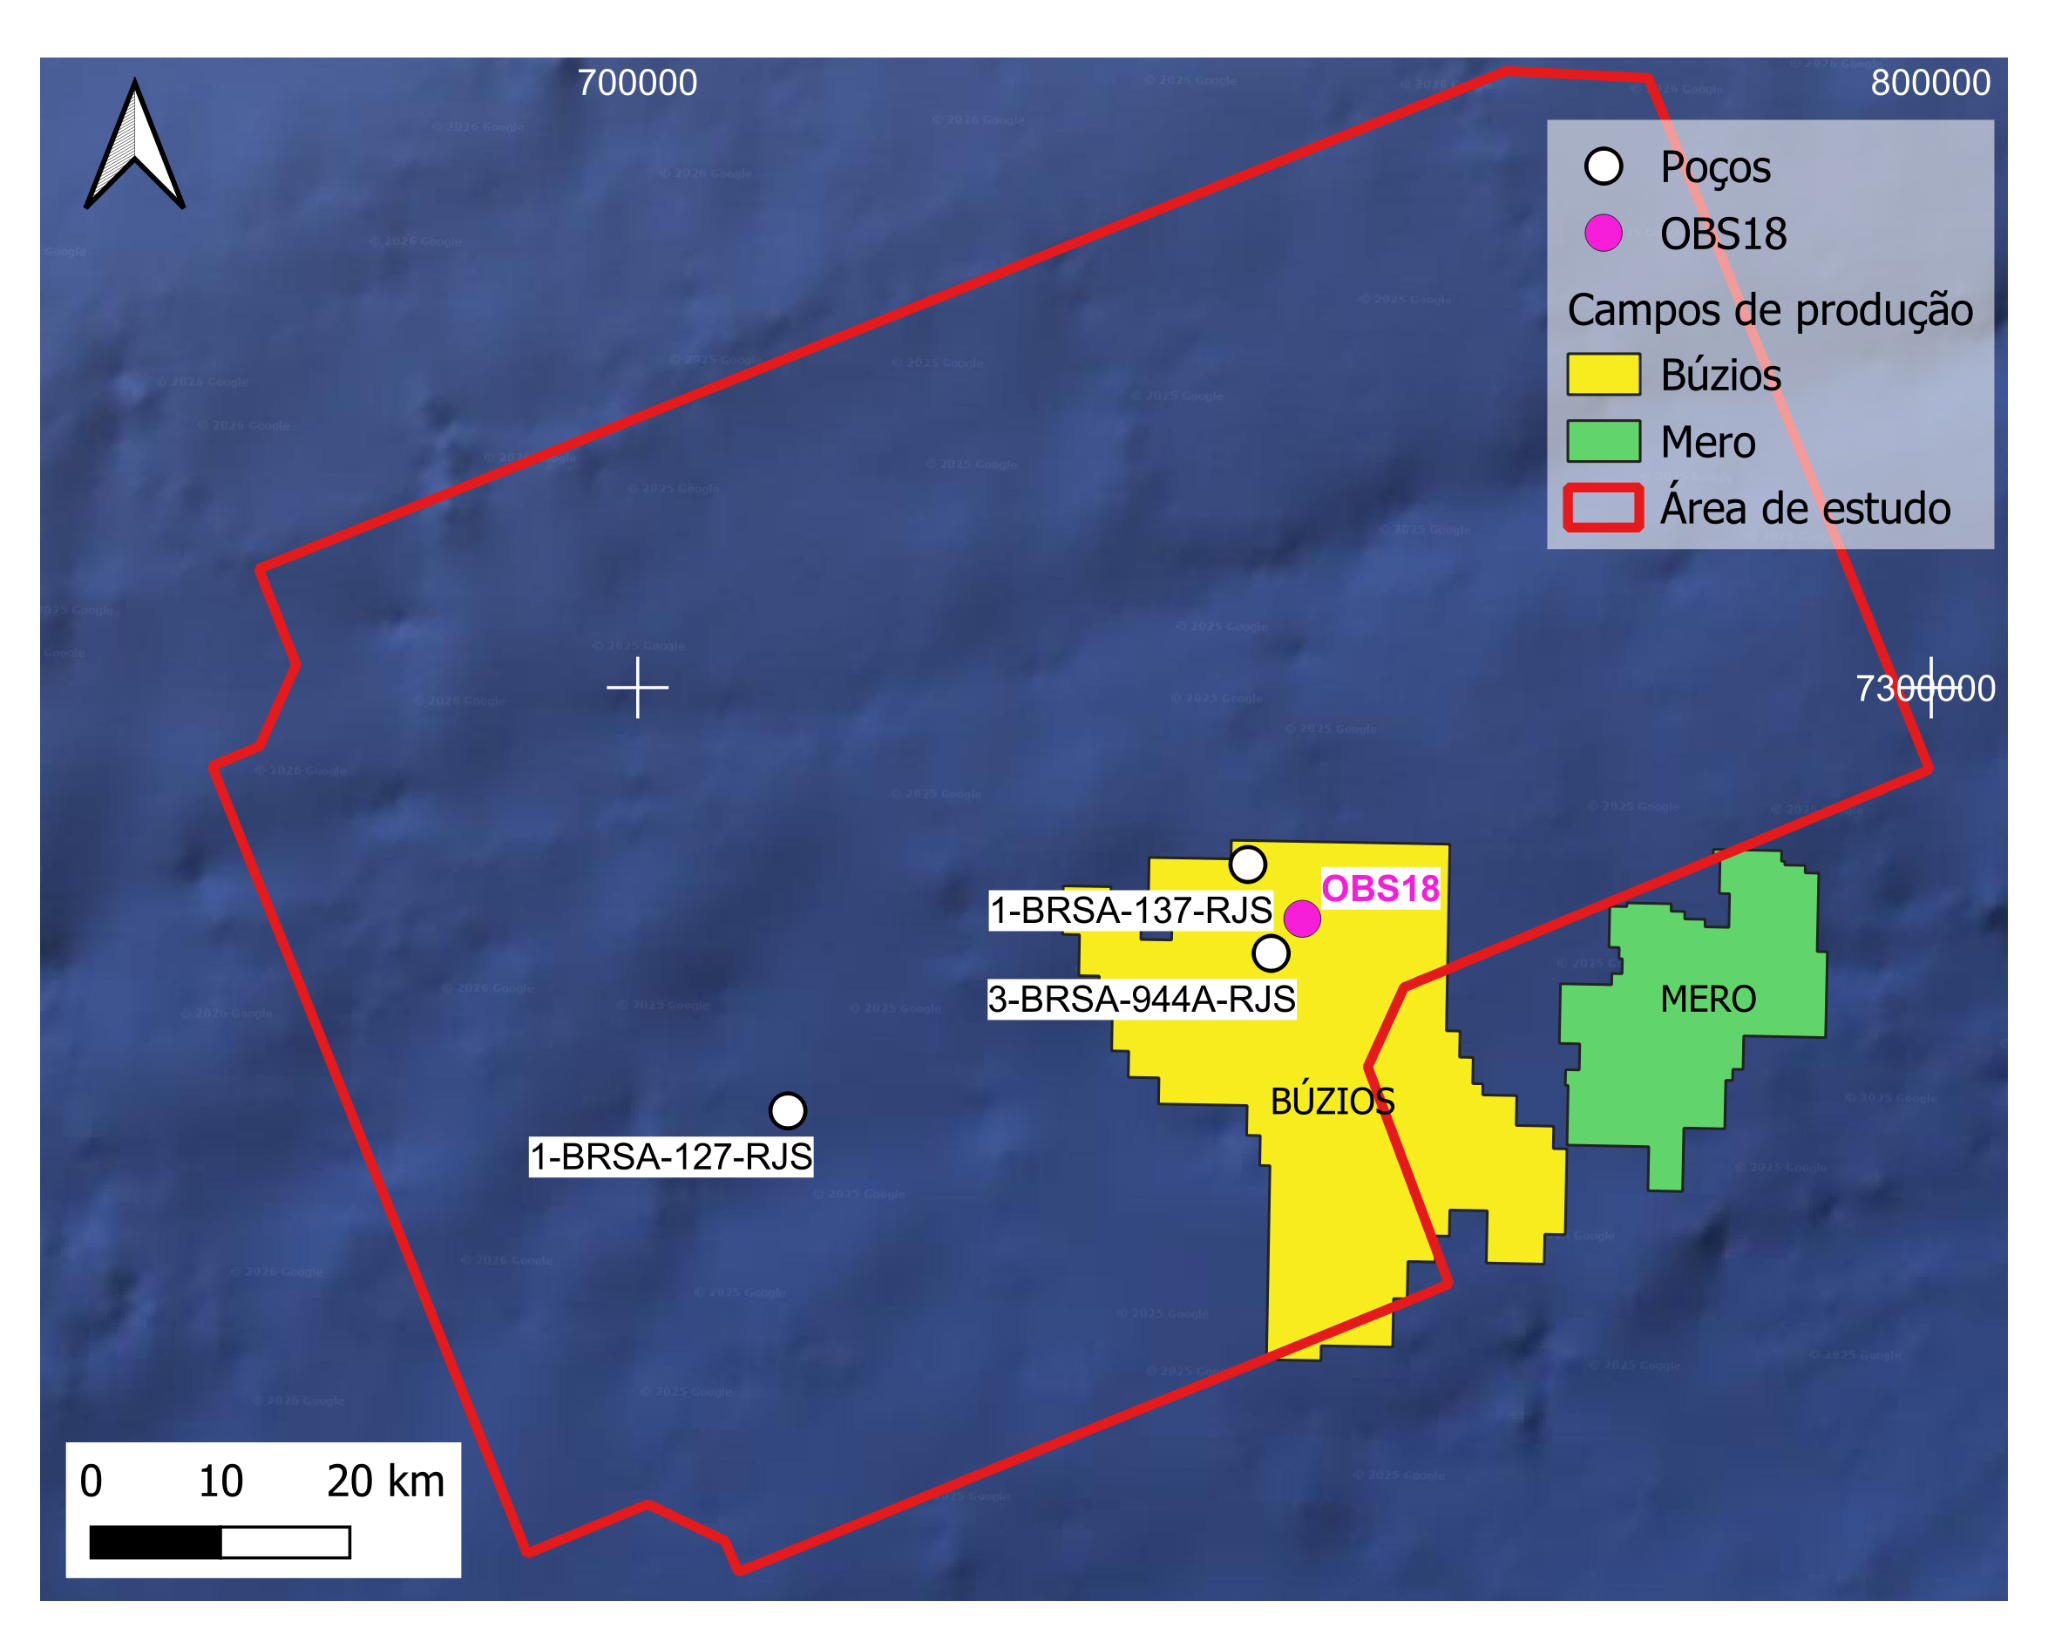 700000
800000
Poços
OBS18
Campos de produção
Búzios
Mero
Área de estudo
7300000
OBS18
1-BRSA-137-RJS
3-BRSA-944A-RJS
MERO
BÚZIOS
1-BRSA-127-RJS
0 10 20 km